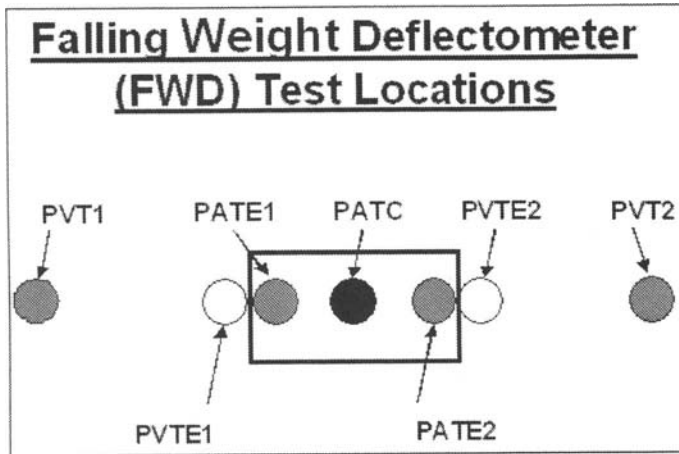 Falling Weight Deflectometer
(FWD) Test Locations
PVT1 PATE1 PATC PVTE2 PVT2
PVTE1 PATE2